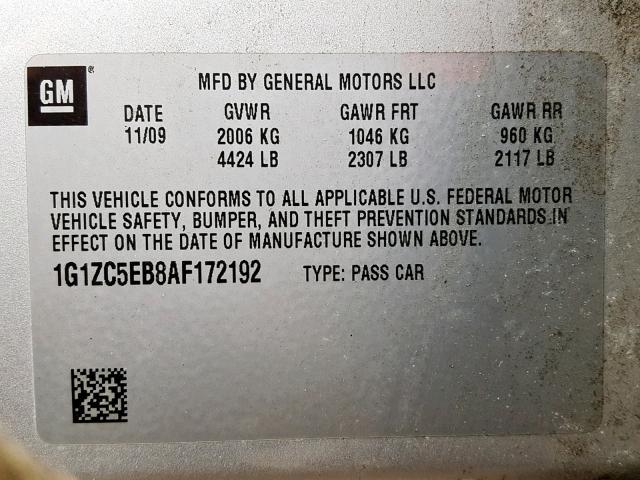 GM®
MFD BY GENERAL MOTORS LLC
DATE GVWR GAWR FRT GAWR RR
11/09 2006 KG 1046 KG 960 KG
4424 LB 2307 LB 2117 LB
THIS VEHICLE CONFORMS TO ALL APPLICABLE U.S. FEDERAL MOTOR
VEHICLE SAFETY, BUMPER, AND THEFT PREVENTION STANDARDS IN
EFFECT ON THE DATE OF MANUFACTURE SHOWN ABOVE.
1G1ZC5EB8AF172192 TYPE: PASS CAR